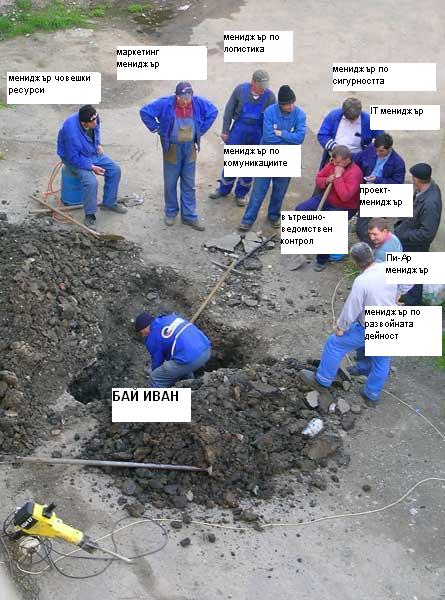 мениджър по
логистика
маркетинг
мениджър
мениджър по
сигурността
мениджър човешки
ресурси
IT мениджър
мениджър по
комуникациите
проект-
мениджър
вътрешно-
ведомствен
контрол
Пи-Ар
мениджър
мениджър по
развойната
дейност
БАЙ ИВАН